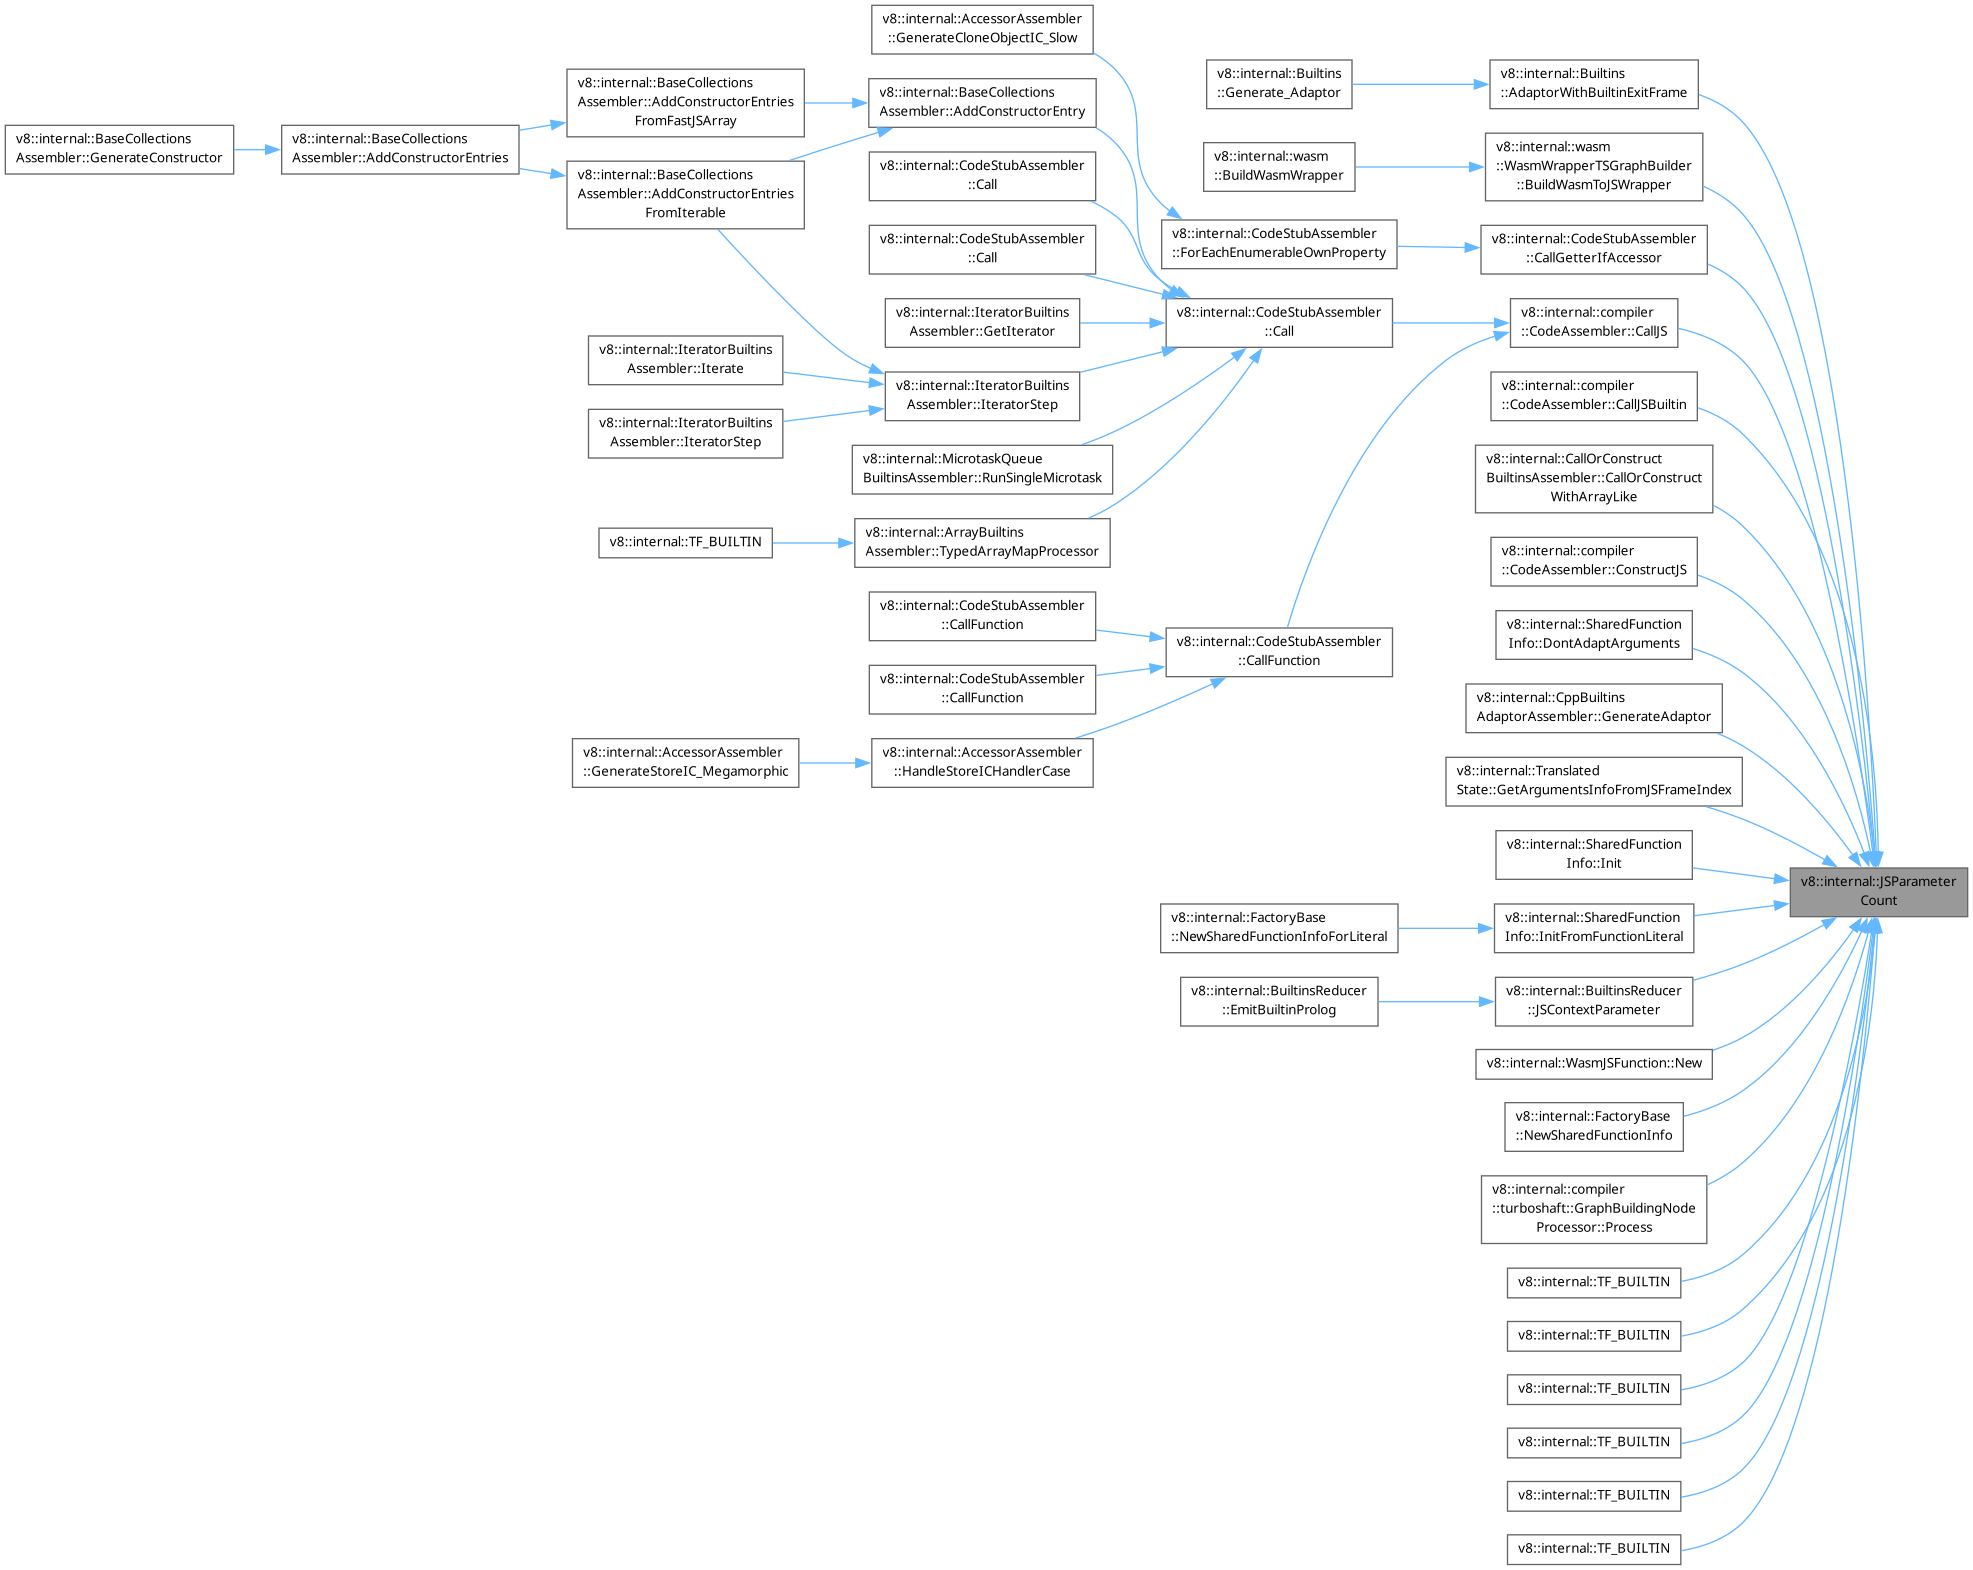 v8::internal::AccessorAssembler
::GenerateCloneObjectIC_Slow
v8::internal::Builtins
::Generate_Adaptor
v8::internal::Builtins
::AdaptorWithBuiltinExitFrame
v8::internal::BaseCollections
Assembler::AddConstructorEntries
FromFastJSArray
v8::internal::BaseCollections
Assembler::AddConstructorEntry
v8::internal::BaseCollections
Assembler::GenerateConstructor
v8::internal::BaseCollections
Assembler::AddConstructorEntries
v8::internal::wasm
::BuildWasmWrapper
v8::internal::wasm
::WasmWrapperTSGraphBuilder
::BuildWasmToJSWrapper
v8::internal::BaseCollections
Assembler::AddConstructorEntries
FromIterable
v8::internal::CodeStubAssembler
::Call
v8::internal::CodeStubAssembler
::Call
v8::internal::CodeStubAssembler
::ForEachEnumerableOwnProperty
v8::internal::CodeStubAssembler
::CallGetterIfAccessor
v8::internal::IteratorBuiltins
Assembler::GetIterator
v8::internal::CodeStubAssembler
::Call
v8::internal::compiler
::CodeAssembler::CallJS
v8::internal::IteratorBuiltins
Assembler::Iterate
v8::internal::IteratorBuiltins
Assembler::IteratorStep
v8::internal::compiler
::CodeAssembler::CallJSBuiltin
v8::internal::IteratorBuiltins
Assembler::IteratorStep
v8::internal::MicrotaskQueue
BuiltinsAssembler::RunSingleMicrotask
v8::internal::CallOrConstruct
BuiltinsAssembler::CallOrConstruct
WithArrayLike
v8::internal::TF_BUILTIN
v8::internal::ArrayBuiltins
Assembler::TypedArrayMapProcessor
v8::internal::compiler
::CodeAssembler::ConstructJS
v8::internal::CodeStubAssembler
::CallFunction
v8::internal::CodeStubAssembler
::CallFunction
v8::internal::SharedFunction
Info::DontAdaptArguments
v8::internal::CodeStubAssembler
::CallFunction
v8::internal::CppBuiltins
AdaptorAssembler::GenerateAdaptor
v8::internal::AccessorAssembler
::GenerateStoreIC_Megamorphic
v8::internal::AccessorAssembler
::HandleStoreICHandlerCase
v8::internal::Translated
State::GetArgumentsInfoFromJSFrameIndex
v8::internal::SharedFunction
Info::Init
v8::internal::JSParameter
Count
v8::internal::FactoryBase
::NewSharedFunctionInfoForLiteral
v8::internal::SharedFunction
Info::InitFromFunctionLiteral
v8::internal::BuiltinsReducer
::EmitBuiltinProlog
v8::internal::BuiltinsReducer
::JSContextParameter
v8::internal::WasmJSFunction::New
v8::internal::FactoryBase
::NewSharedFunctionInfo
v8::internal::compiler
::turboshaft::GraphBuildingNode
Processor::Process
v8::internal::TF_BUILTIN
v8::internal::TF_BUILTIN
v8::internal::TF_BUILTIN
v8::internal::TF_BUILTIN
v8::internal::TF_BUILTIN
v8::internal::TF_BUILTIN